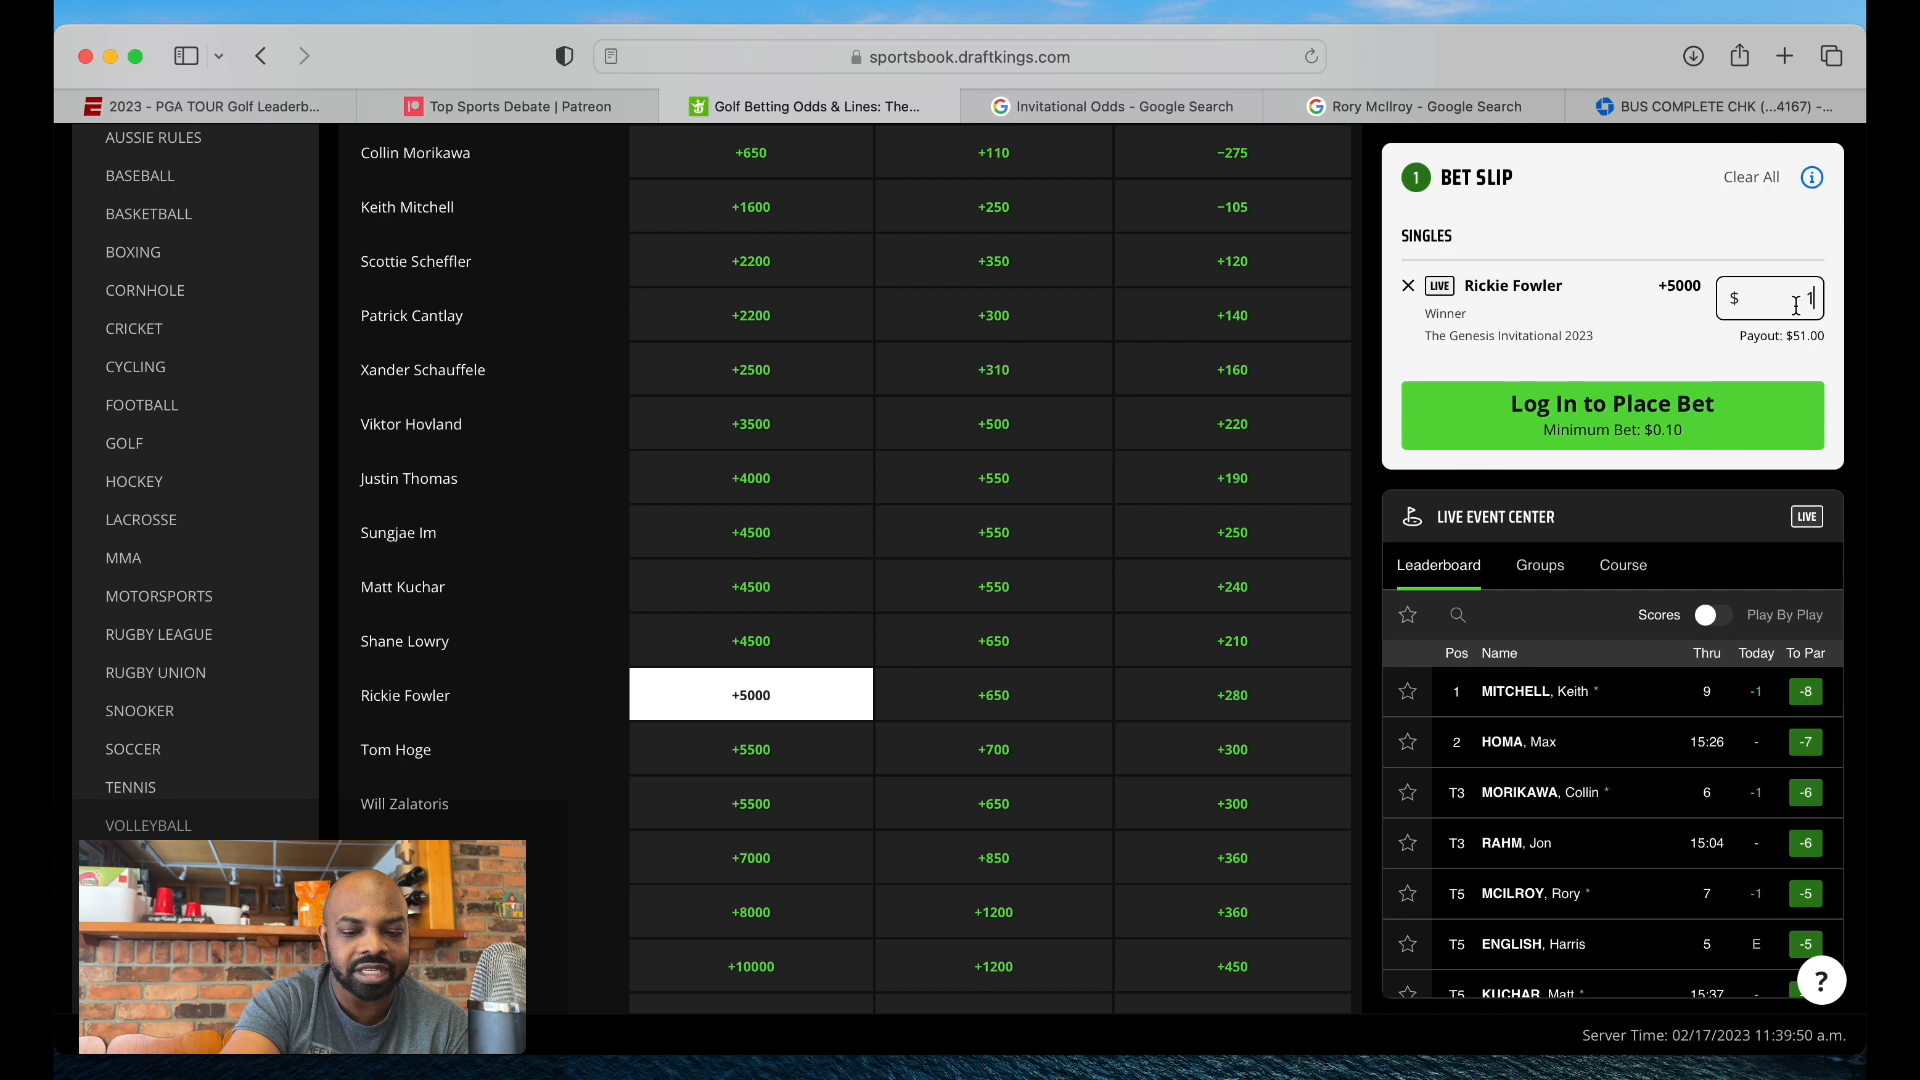 sportsbook.draftkings.com
2023 - PGA TOUR Golf Leaderb...
Top Sports Debate | Patreon
Golf Betting Odds & Lines: The...
Invitational Odds - Google Search
Rory McIlroy - Google Search
BUS COMPLETE CHK (...4167) -...
AUSSIE RULES
BASEBALL
BASKETBALL
BOXING
CORNHOLE
CRICKET
CYCLING
FOOTBALL
GOLF
HOCKEY
LACROSSE
MMA
MOTORSPORTS
RUGBY LEAGUE
RUGBY UNION
SNOOKER
SOCCER
TENNIS
VOLLEYBALL
Collin Morikawa +650 +110 −275
Keith Mitchell +1600 +250 −105
Scottie Scheffler +2200 +350 +120
Patrick Cantlay +2200 +300 +140
Xander Schauffele +2500 +310 +160
Viktor Hovland +3500 +500 +220
Justin Thomas +4000 +550 +190
Sungjae Im +4500 +550 +250
Matt Kuchar +4500 +550 +240
Shane Lowry +4500 +650 +210
Rickie Fowler +5000 +650 +280
Tom Hoge +5500 +700 +300
Will Zalatoris +5500 +650 +300
+7000 +850 +360
+8000 +1200 +360
+10000 +1200 +450
1 BET SLIP Clear All
SINGLES
LIVE Rickie Fowler +5000 $ 1
Winner
The Genesis Invitational 2023 Payout: $51.00
Log In to Place Bet
Minimum Bet: $0.10
LIVE EVENT CENTER LIVE
Leaderboard Groups Course
Scores Play By Play
Pos Name Thru Today To Par
1 MITCHELL, Keith * 9 -1 -8
2 HOMA, Max 15:26 - -7
T3 MORIKAWA, Collin * 6 -1 -6
T3 RAHM, Jon 15:04 - -6
T5 MCILROY, Rory * 7 -1 -5
T5 ENGLISH, Harris 5 E -5
T5 KUCHAR, Matt * 15:37 -
?
Server Time: 02/17/2023 11:39:50 a.m.